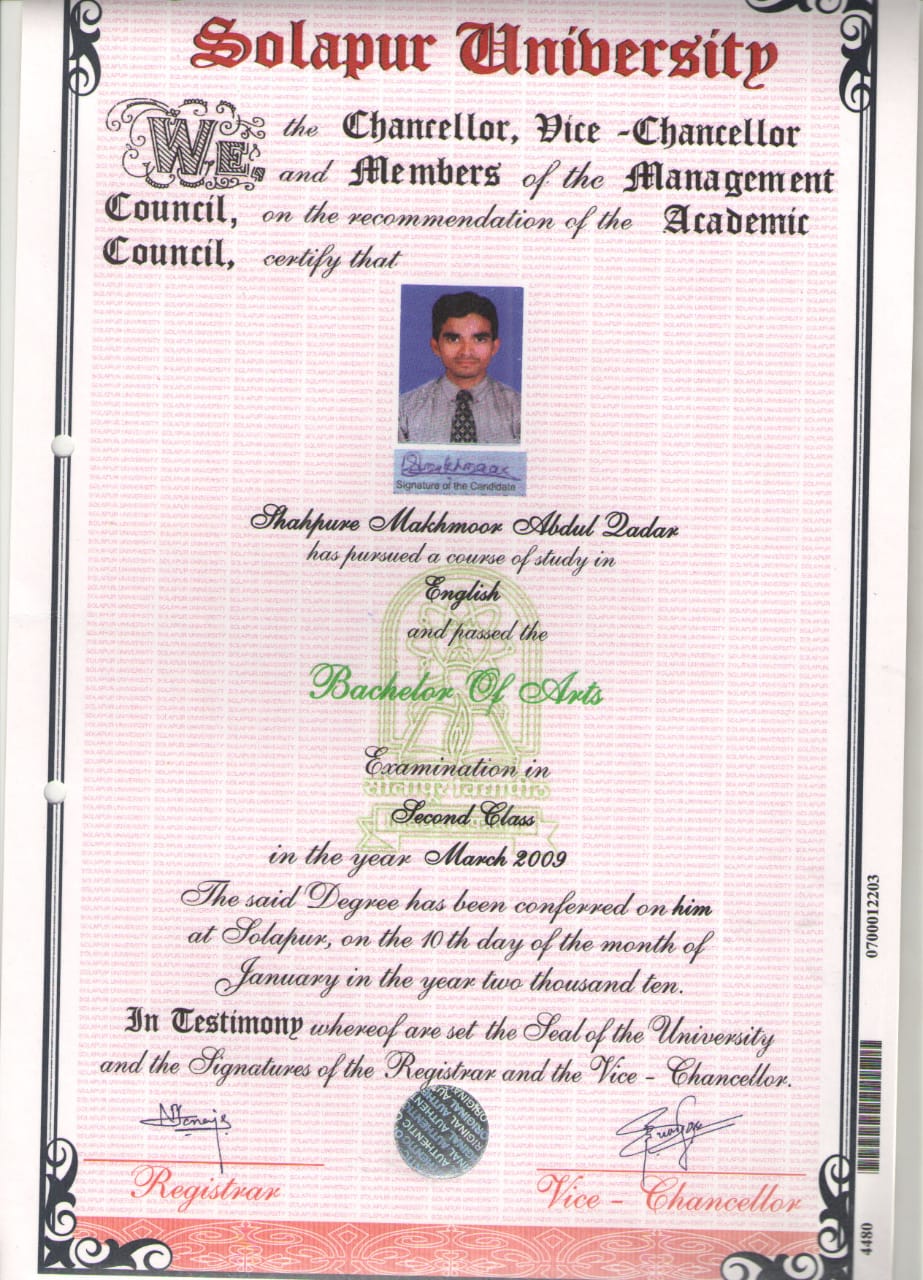 Solapur University
WE, the Chancellor, Vice -Chancellor
and Members of the Management
Council, on the recommendation of the Academic
Council, certify that
Signature of the Candidate
Shahpure Makhmoor Abdul Qadar
has pursued a course of study in
English
and passed the
Bachelor Of Arts
Examination in
Second Class
in the year March 2009
The said Degree has been conferred on him
at Solapur, on the 10th day of the month of
January in the year two thousand ten.
In Testimony whereof are set the Seal of the University
and the Signatures of the Registrar and the Vice - Chancellor.
Registrar
Vice - Chancellor
0700012203
4480